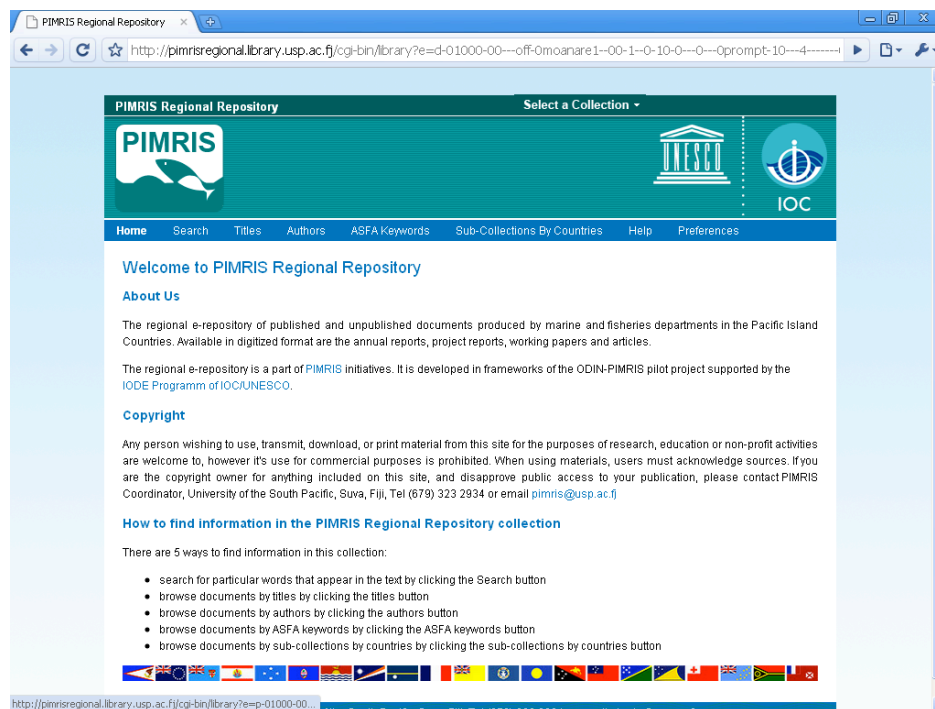 PIMRIS Regional Repository
http://pimrisregional.library.usp.ac.fj/cgi-bin/library?e=d-01000-00---off-0moanare1--00-1--0-10-0---0---0prompt-10---4-------
PIMRIS Regional Repository Select a Collection
PIMRIS
UNESCO
IOC
Home Search Titles Authors ASFA Keywords Sub-Collections By Countries Help Preferences
Welcome to PIMRIS Regional Repository
About Us
The regional e-repository of published and unpublished documents produced by marine and fisheries departments in the Pacific Island
Countries. Available in digitized format are the annual reports, project reports, working papers and articles.
The regional e-repository is a part of PIMRIS initiatives. It is developed in frameworks of the ODIN-PIMRIS pilot project supported by the
IODE Programm of IOC/UNESCO.
Copyright
Any person wishing to use, transmit, download, or print material from this site for the purposes of research, education or non-profit activities
are welcome to, however it's use for commercial purposes is prohibited. When using materials, users must acknowledge sources. If you
are the copyright owner for anything included on this site, and disapprove public access to your publication, please contact PIMRIS
Coordinator, University of the South Pacific, Suva, Fiji, Tel (679) 323 2934 or email pimris@usp.ac.fj
How to find information in the PIMRIS Regional Repository collection
There are 5 ways to find information in this collection:
• search for particular words that appear in the text by clicking the Search button
• browse documents by titles by clicking the titles button
• browse documents by authors by clicking the authors button
• browse documents by ASFA keywords by clicking the ASFA keywords button
• browse documents by sub-collections by countries by clicking the sub-collections by countries button
http://pimrisregional.library.usp.ac.fj/cgi-bin/library?e=p-01000-00...